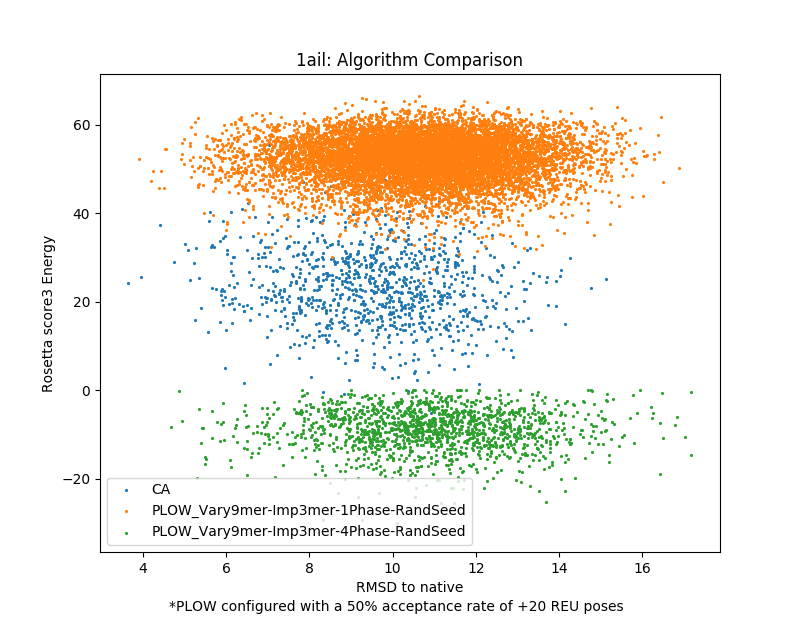 1ail: Algorithm Comparison
Rosetta score3 Energy
60
40
20
0
−20
CA
PLOW_Vary9mer-Imp3mer-1Phase-RandSeed
PLOW_Vary9mer-Imp3mer-4Phase-RandSeed
4 6 8 10 12 14 16
RMSD to native
*PLOW configured with a 50% acceptance rate of +20 REU poses